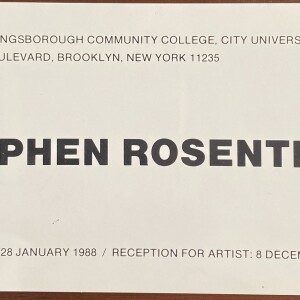 NGSBOROUGH COMMUNITY COLLEGE, CITY UNIVERS
ULEVARD, BROOKLYN, NEW YORK 11235
PHEN ROSENT
28 JANUARY 1988 / RECEPTION FOR ARTIST: 8 DECEM